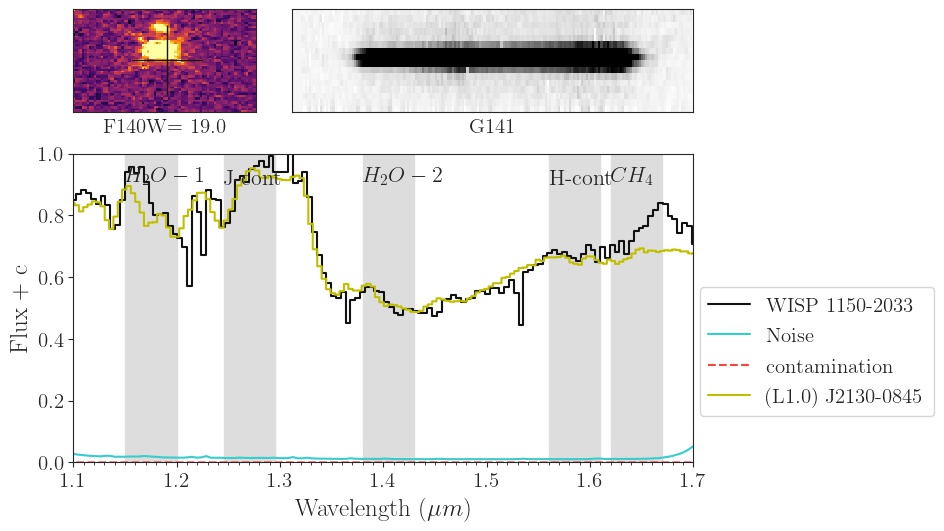 F140W= 19.0
G141
H₂O − 1
J-cont
H₂O − 2
H-cont
CH₄
1.0
0.8
0.6
0.4
0.2
0.0
Flux + c
1.1 1.2 1.3 1.4 1.5 1.6 1.7
Wavelength (μm)
WISP 1150-2033
Noise
contamination
(L1.0) J2130-0845